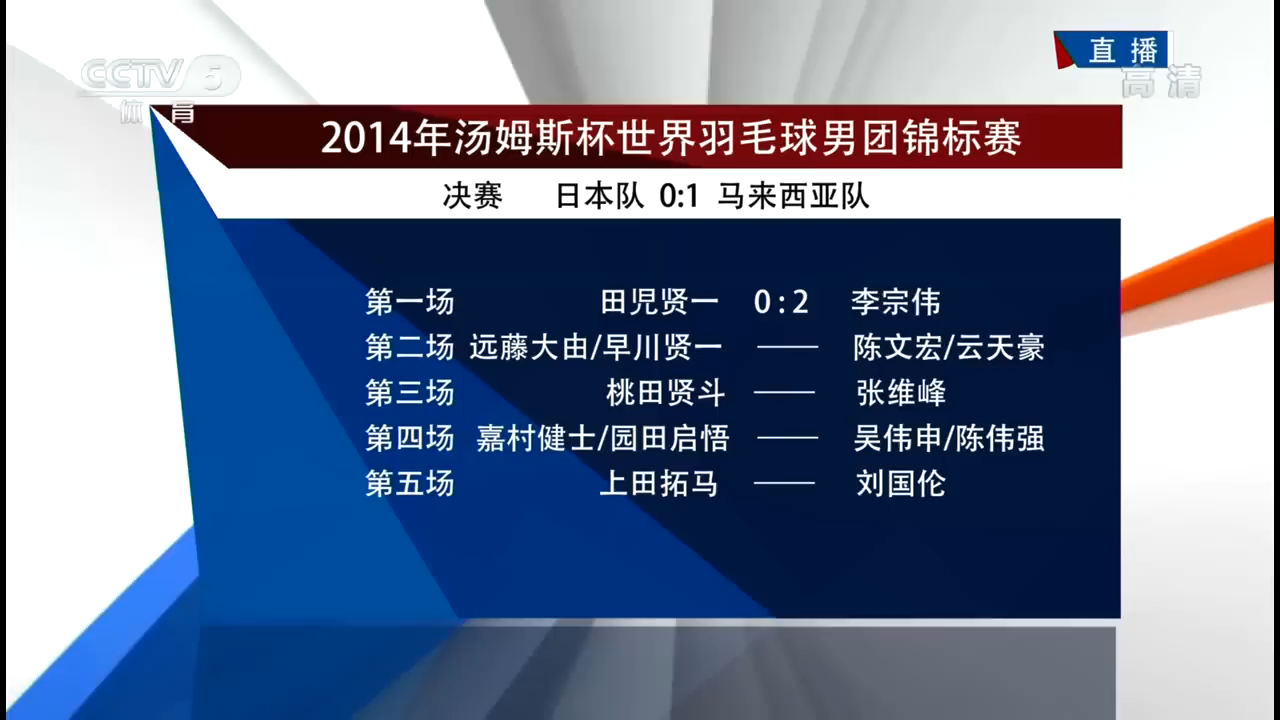 CCTV 5
体育
直播
高清
2014年汤姆斯杯世界羽毛球男团锦标赛
决赛 日本队 0:1 马来西亚队
第一场 田児贤一 0:2 李宗伟
第二场 远藤大由/早川贤一 —— 陈文宏/云天豪
第三场 桃田贤斗 —— 张维峰
第四场 嘉村健士/园田启悟 —— 吴伟申/陈伟强
第五场 上田拓马 —— 刘国伦